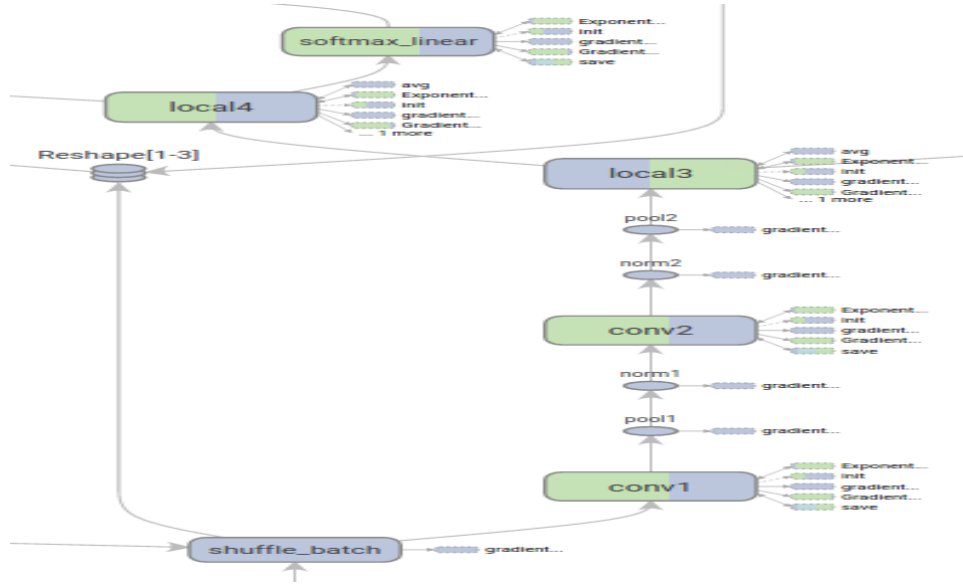 softmax_linear
Exponent...
init
gradient...
Gradient...
save
local4
avg
Exponent...
init
gradient...
Gradient...
... 1 more
Reshape[1-3]
local3
avg
Exponent...
init
gradient...
Gradient...
... 1 more
pool2
gradient...
norm2
gradient...
conv2
Exponent...
init
gradient...
Gradient...
save
norm1
gradient...
pool1
gradient...
conv1
Exponent...
init
gradient...
Gradient...
save
shuffle_batch
gradient...